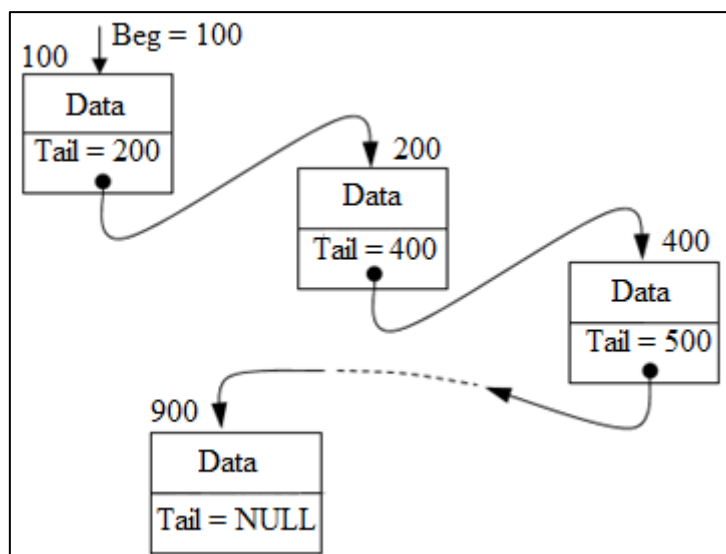 Beg = 100
100
Data
Tail = 200
200
Data
Tail = 400
400
Data
Tail = 500
900
Data
Tail = NULL